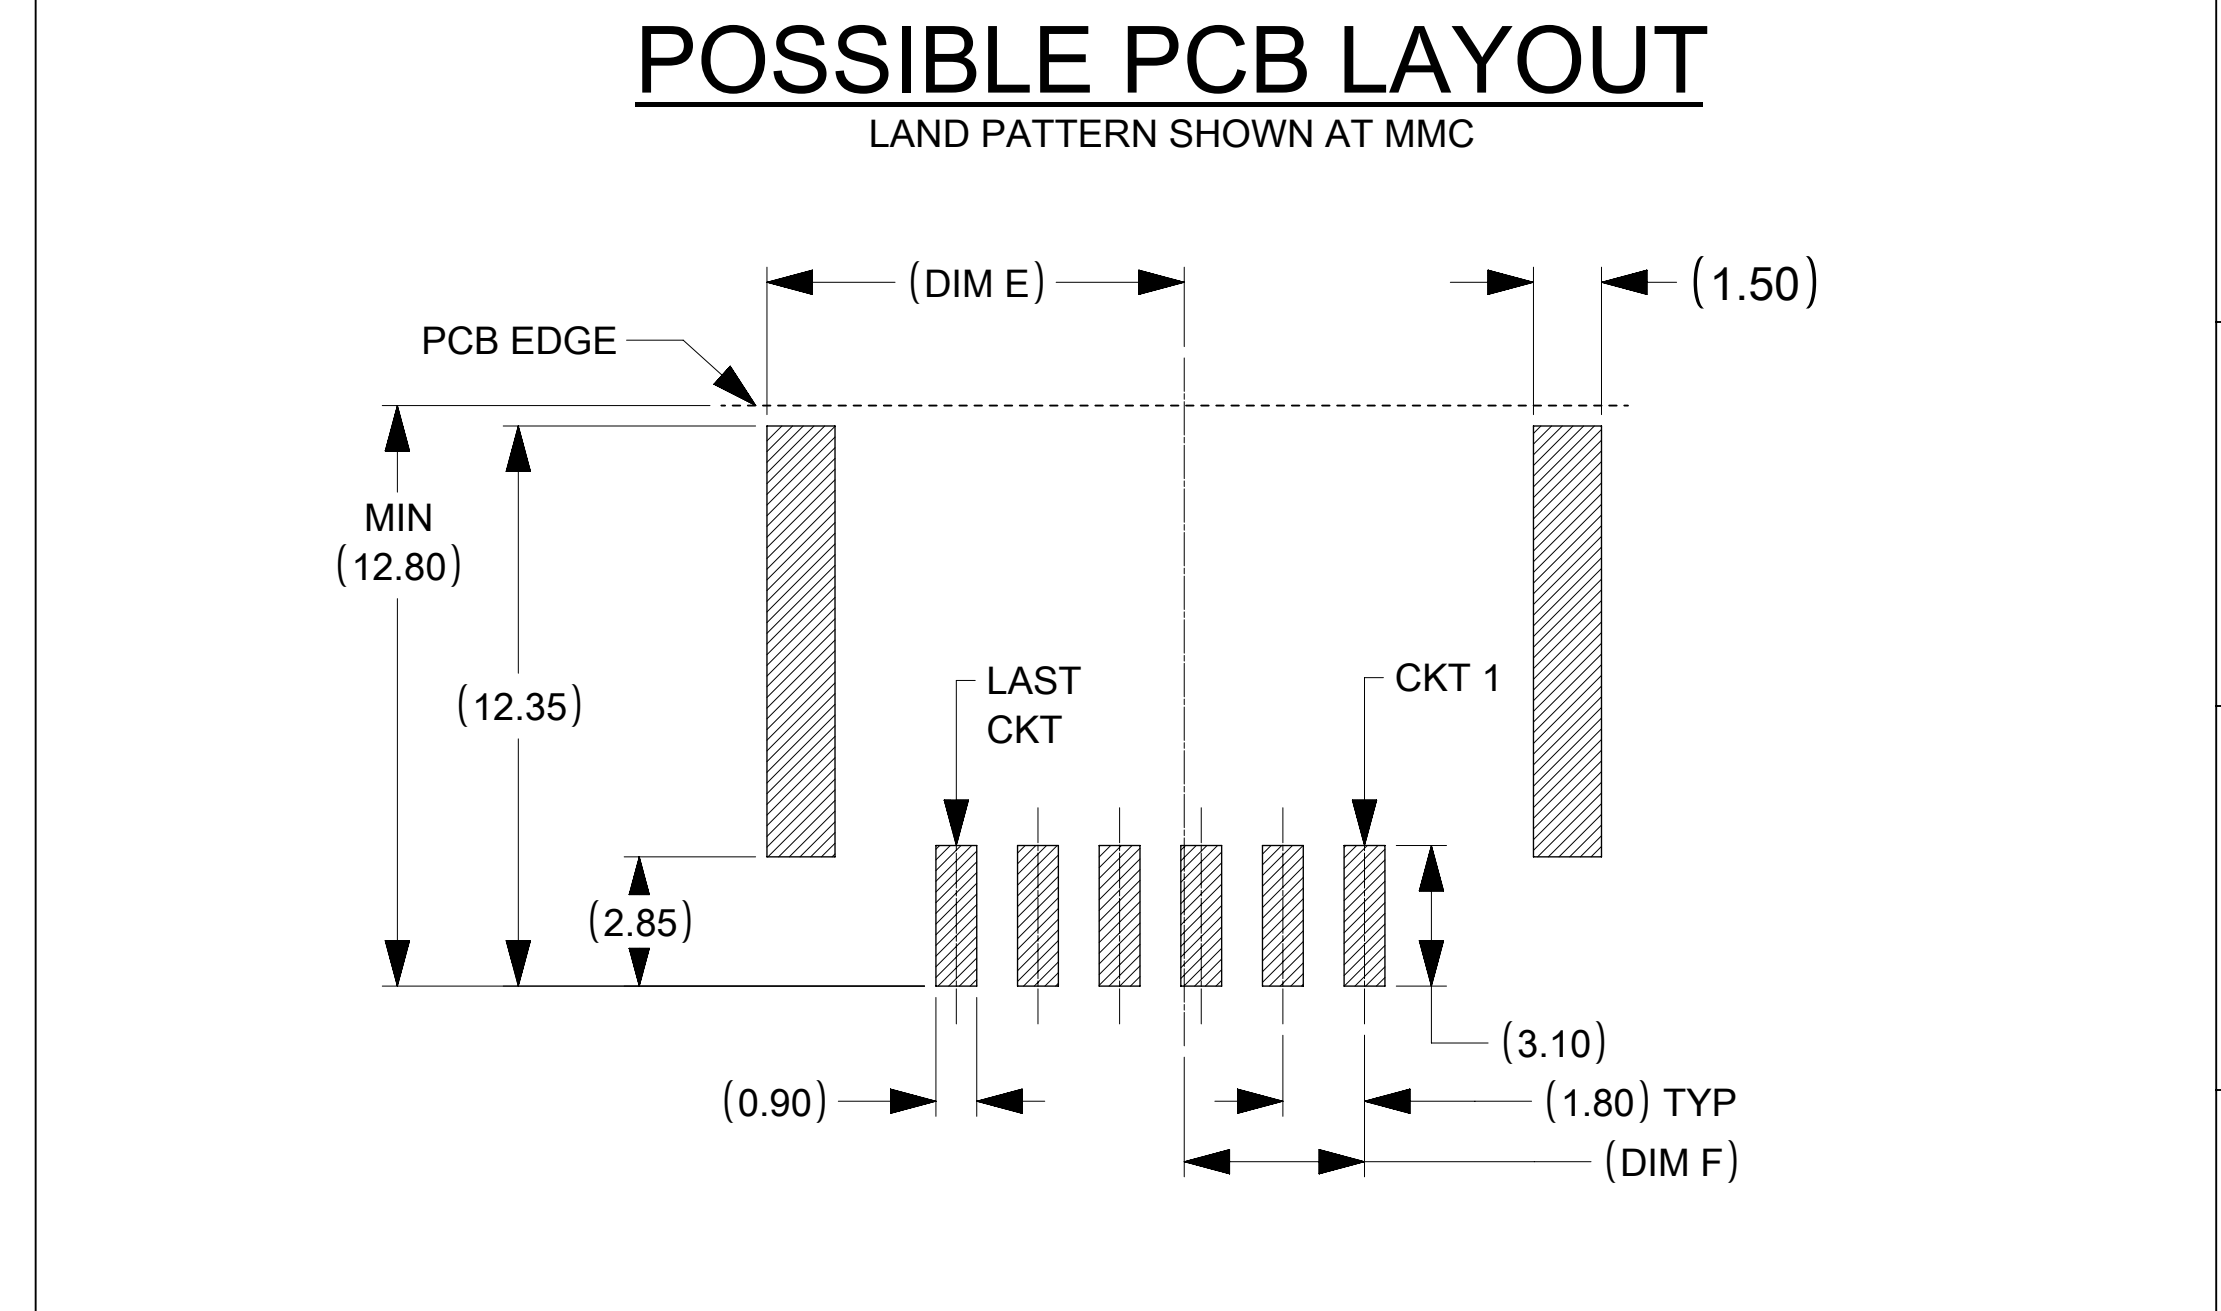 POSSIBLE PCB LAYOUT
LAND PATTERN SHOWN AT MMC
(DIM E)
(1.50)
PCB EDGE
MIN
(12.80)
(12.35)
LAST
CKT
CKT 1
(2.85)
(3.10)
(0.90)
(1.80) TYP
(DIM F)